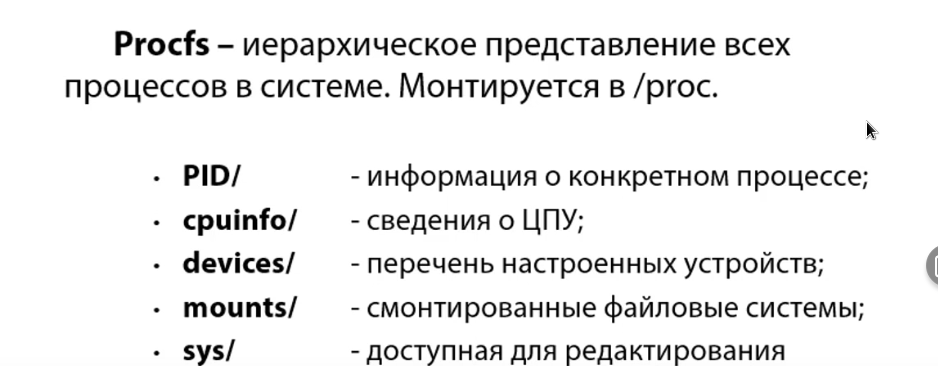 Procfs – иерархическое представление всех
процессов в системе. Монтируется в /proc.
• PID/ - информация о конкретном процессе;
• cpuinfo/ - сведения о ЦПУ;
• devices/ - перечень настроенных устройств;
• mounts/ - смонтированные файловые системы;
• sys/ - доступная для редактирования